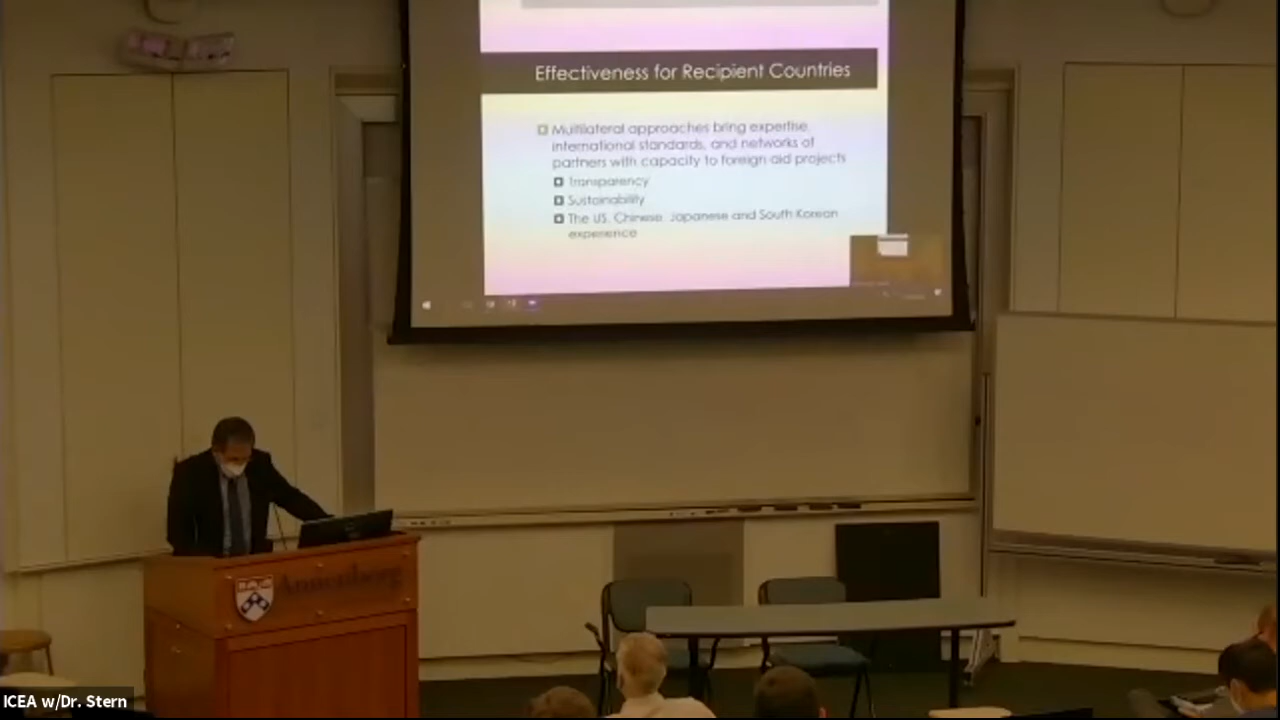 Effectiveness for Recipient Countries
Multilateral approaches bring expertise,
international standards, and networks of
partners with capacity to foreign aid projects
Transparency
Sustainability
The US, Chinese, Japanese and South Korean
experience
Annenberg
ICEA w/Dr. Stern